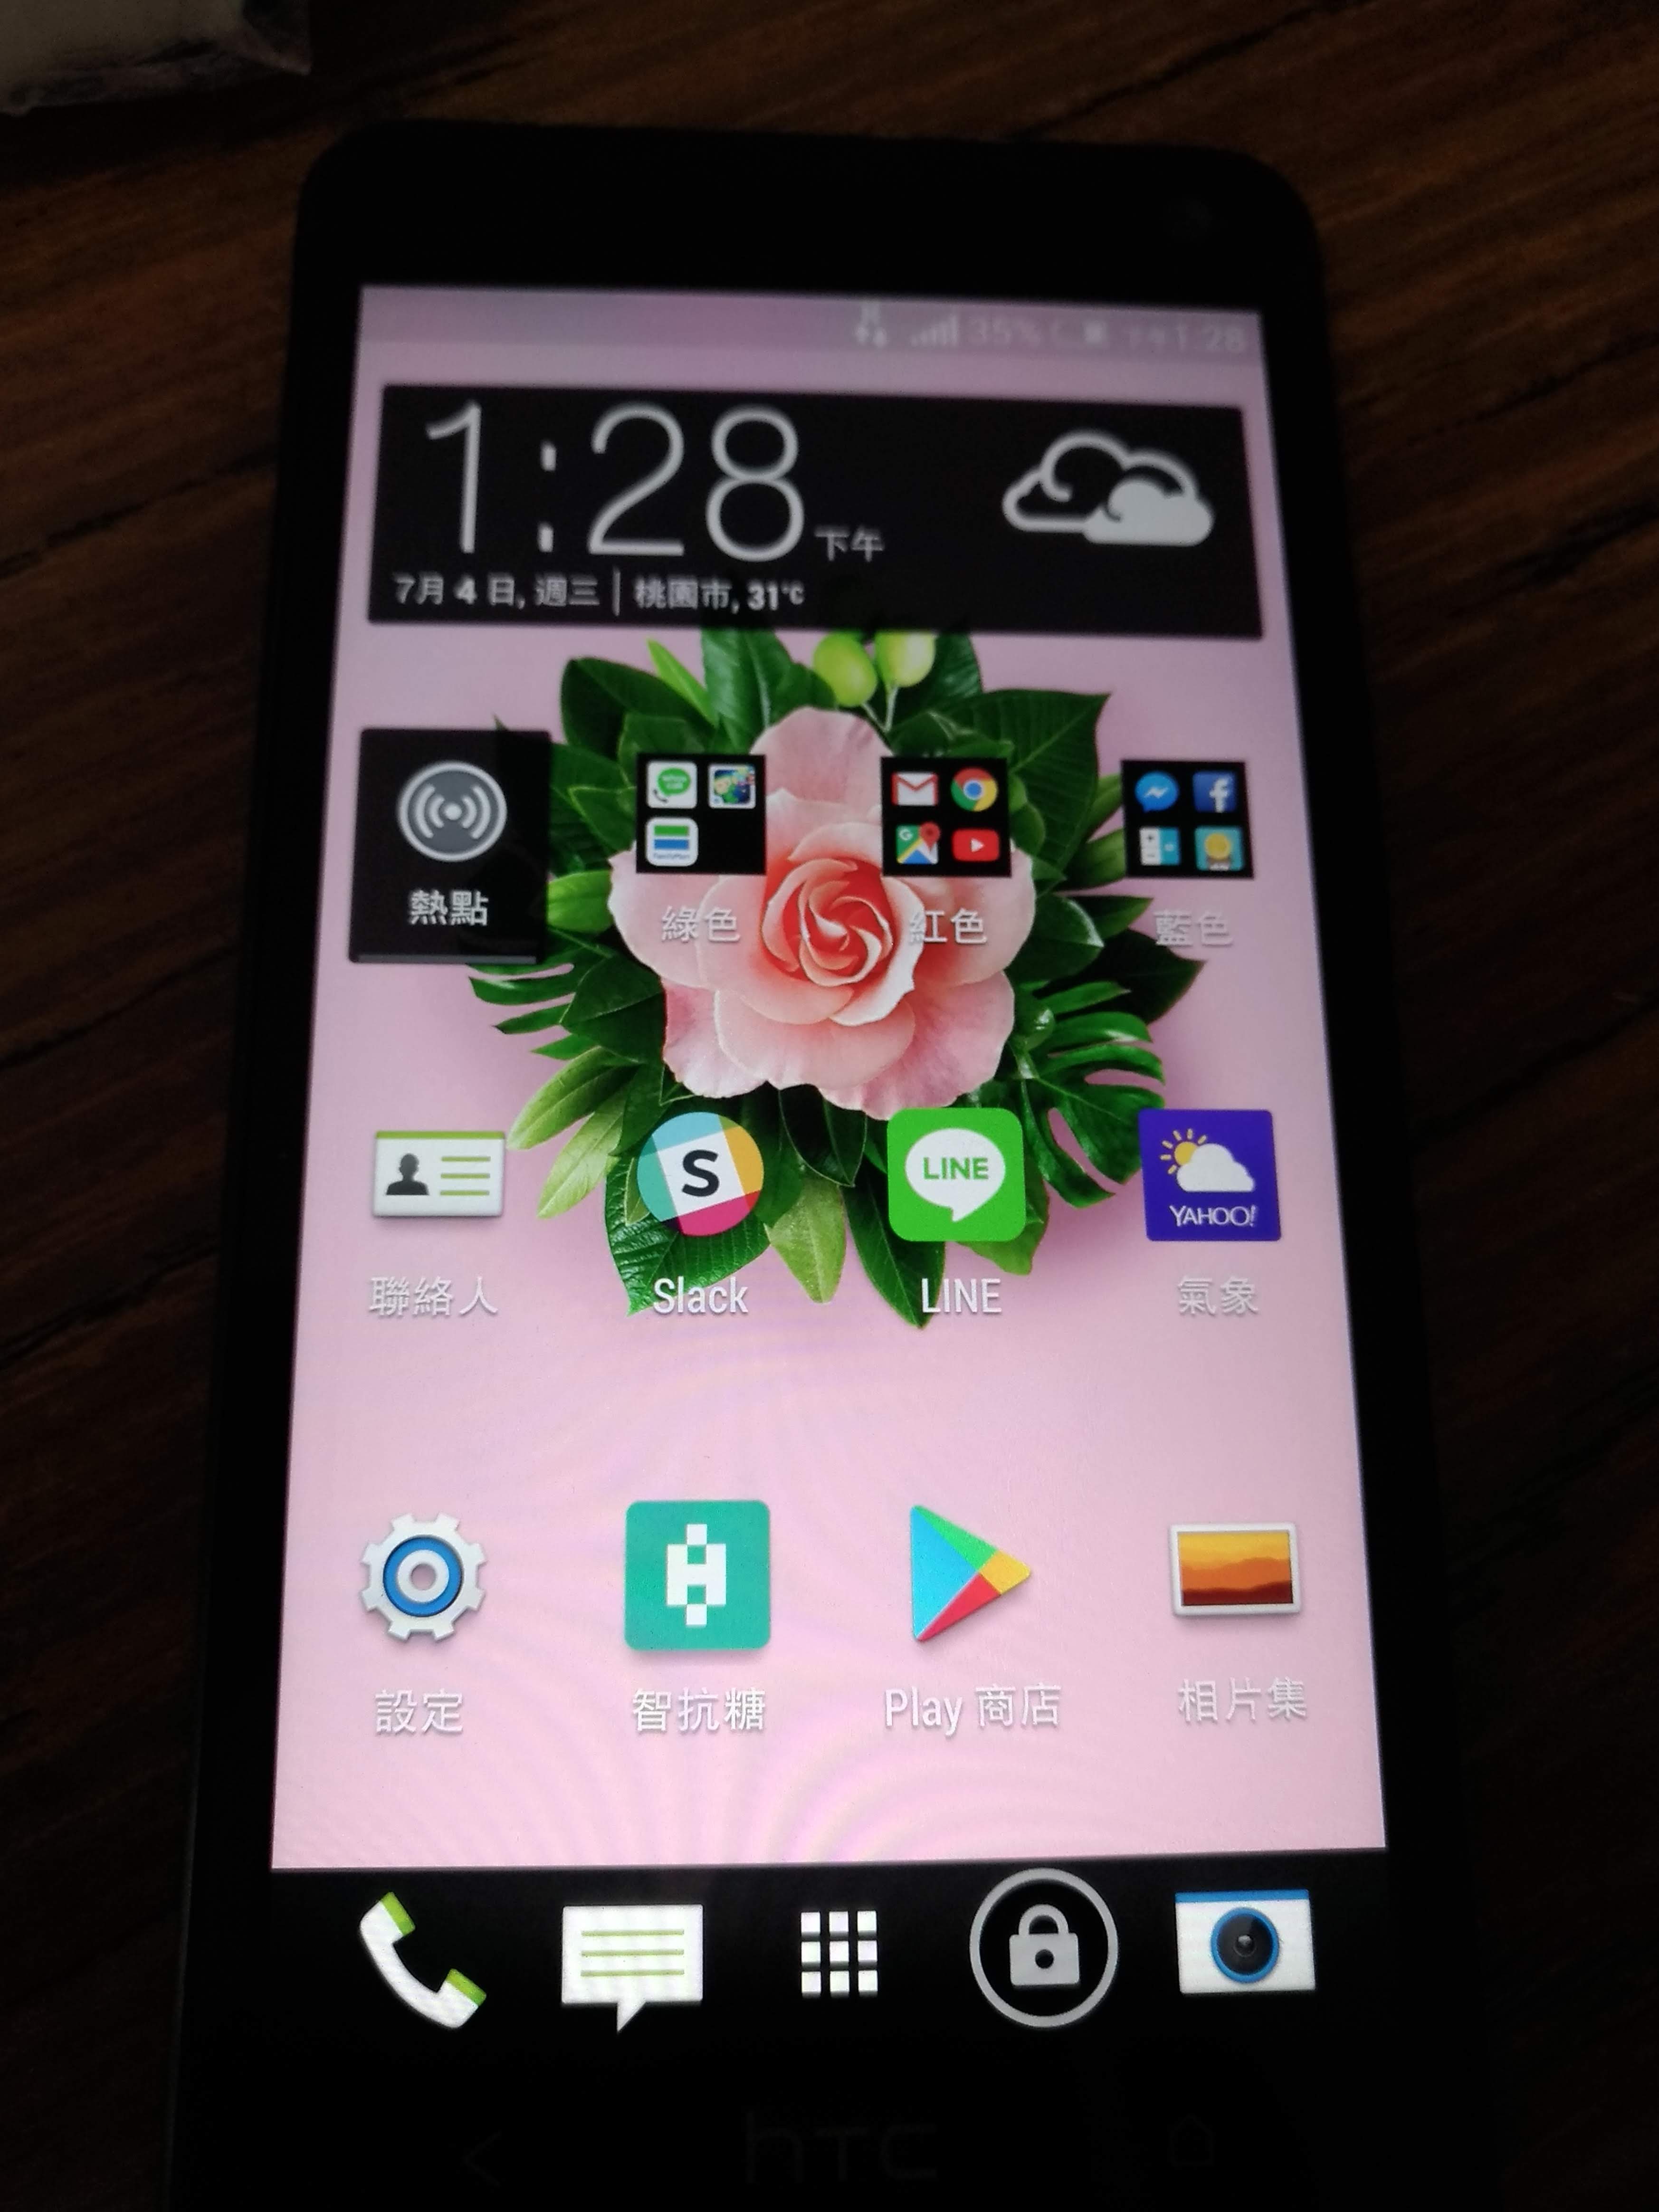 35% 下午1:28
1:28 下午
7月 4 日, 週三 | 桃園市, 31°C
熱點
綠色 紅色 藍色
S LINE YAHOO!
聯絡人 Slack LINE 氣象
設定 智抗糖 Play 商店 相片集
hTC